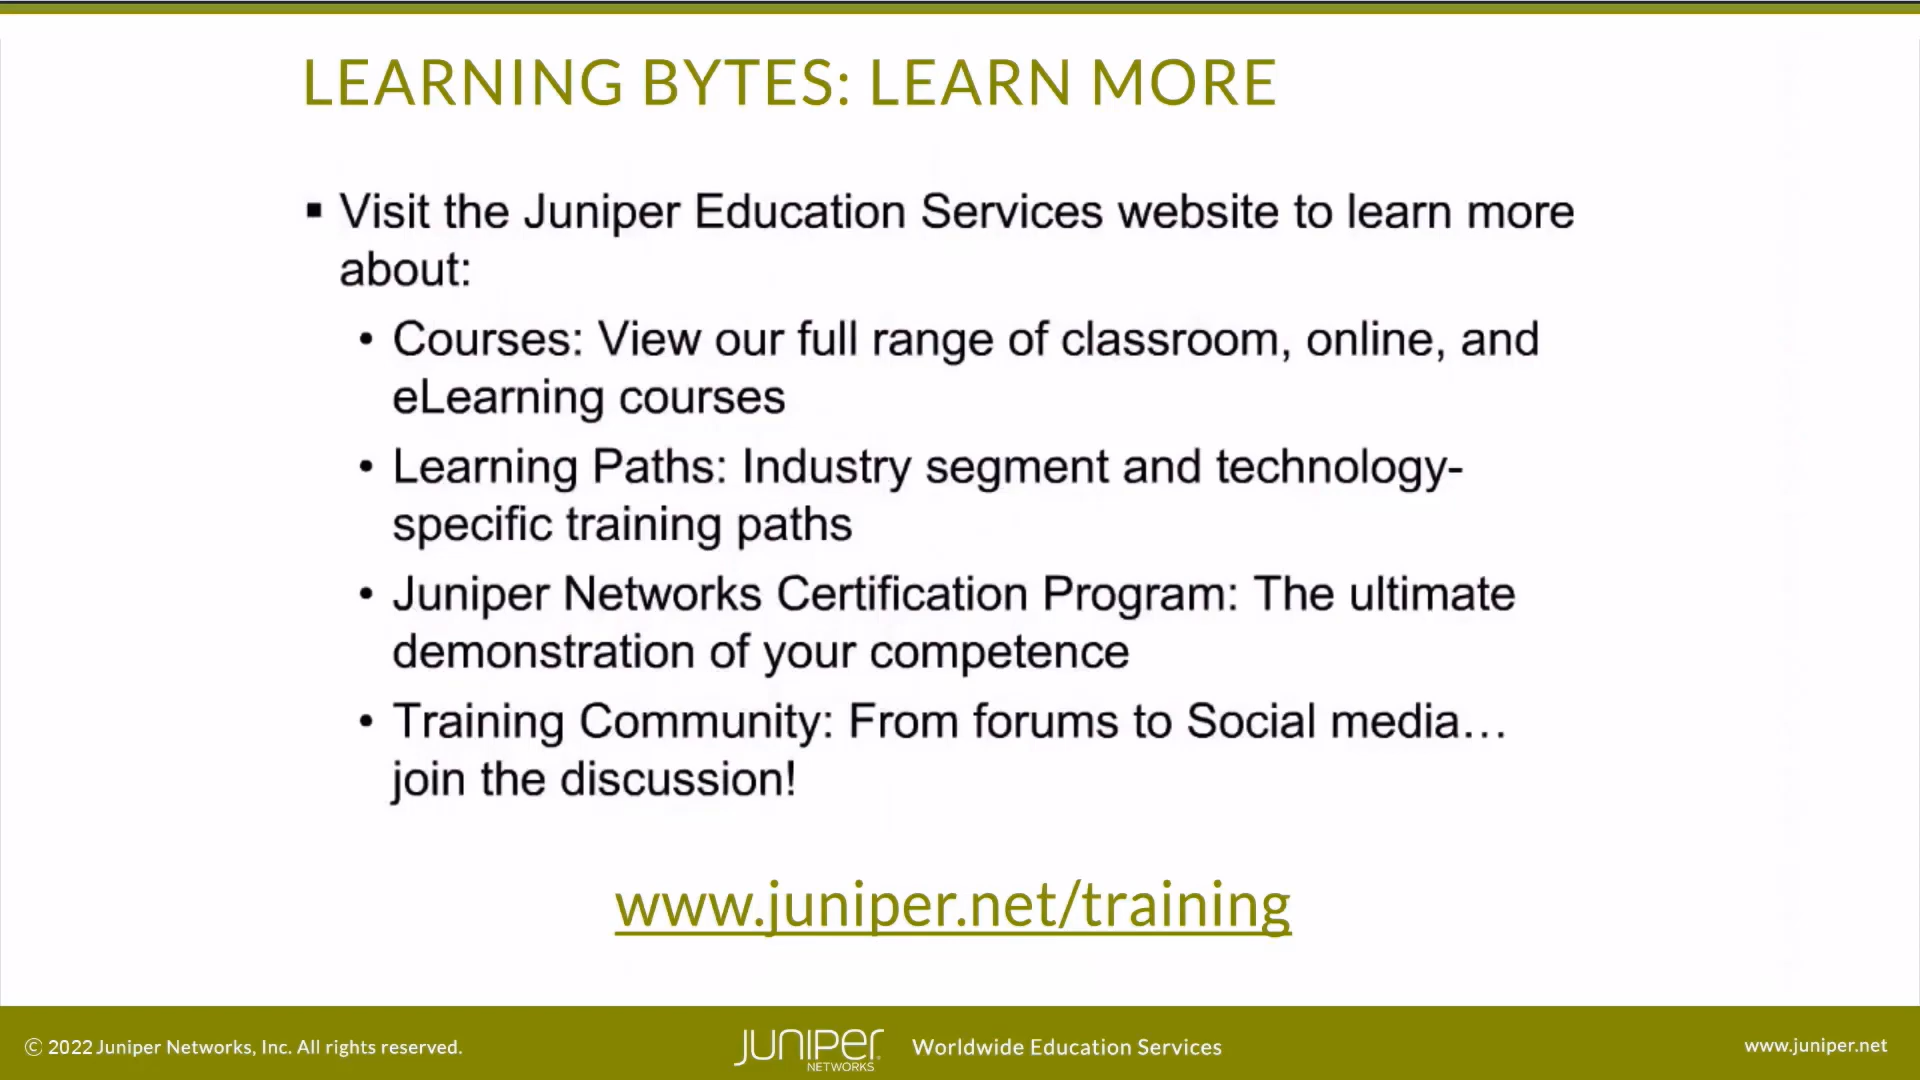 LEARNING BYTES: LEARN MORE
▪ Visit the Juniper Education Services website to learn more
about:
• Courses: View our full range of classroom, online, and
eLearning courses
• Learning Paths: Industry segment and technology-
specific training paths
• Juniper Networks Certification Program: The ultimate
demonstration of your competence
• Training Community: From forums to Social media…
join the discussion!
www.juniper.net/training
© 2022 Juniper Networks, Inc. All rights reserved.
JUNIPER
NETWORKS
Worldwide Education Services
www.juniper.net